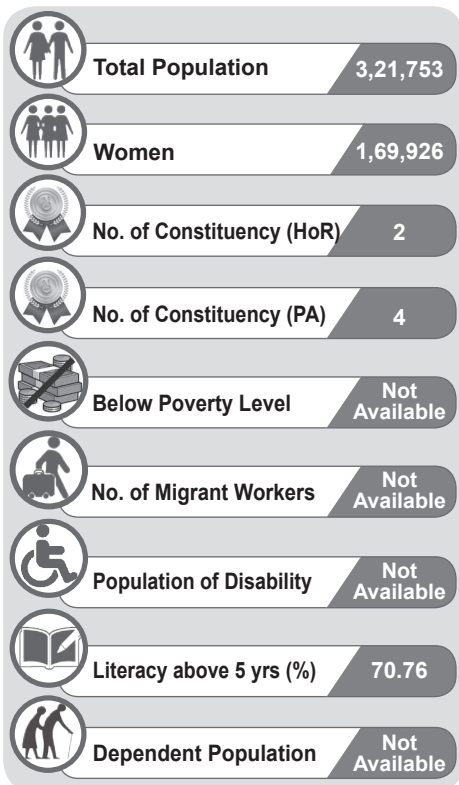 Total Population 3,21,753
Women 1,69,926
No. of Constituency (HoR) 2
No. of Constituency (PA) 4
Below Poverty Level Not Available
No. of Migrant Workers Not Available
Population of Disability Not Available
Literacy above 5 yrs (%) 70.76
Dependent Population Not Available